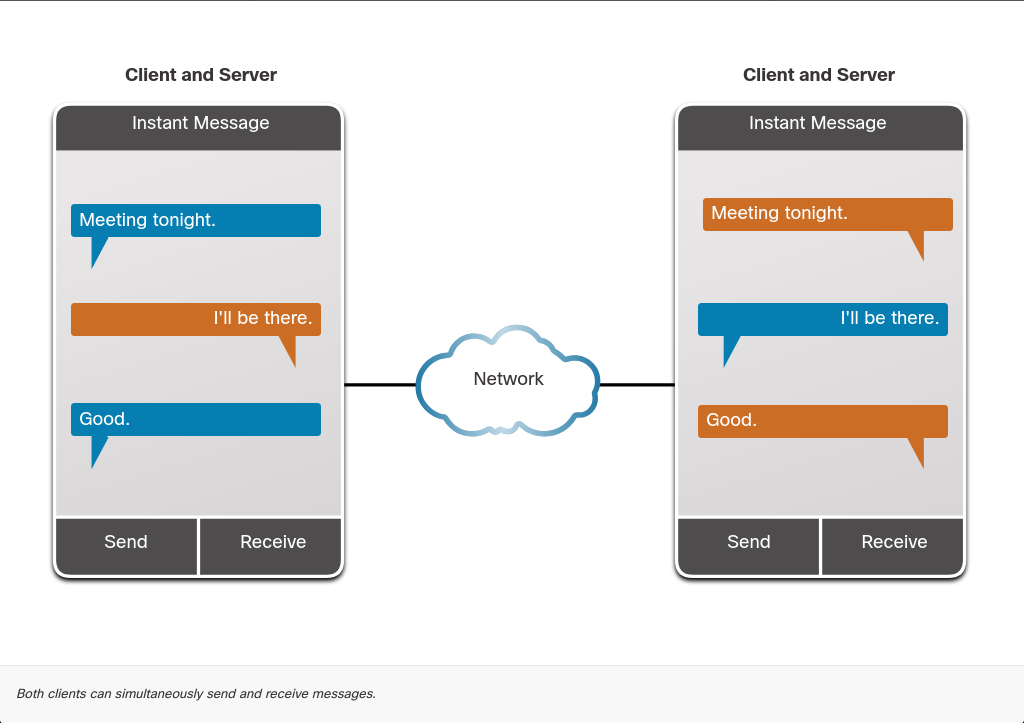 Client and Server
Instant Message
Meeting tonight.
I'll be there.
Good.
Send
Receive
Network
Client and Server
Instant Message
Meeting tonight.
I'll be there.
Good.
Send
Receive
Both clients can simultaneously send and receive messages.